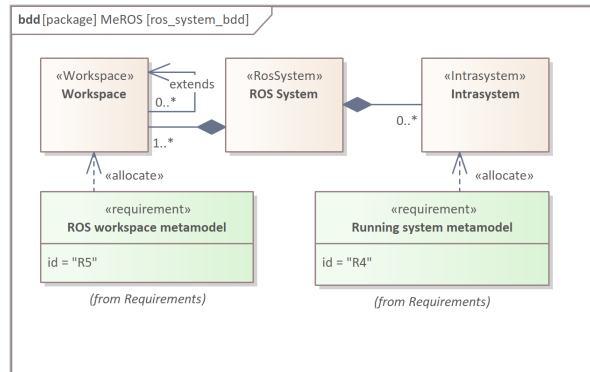 bdd [package] MeROS [ros_system_bdd]
«Workspace»
Workspace
extends
0..*
1..*
«RosSystem»
ROS System
«Intrasystem»
Intrasystem
0..*
«allocate»
«allocate»
«requirement»
ROS workspace metamodel
id = "R5"
(from Requirements)
«requirement»
Running system metamodel
id = "R4"
(from Requirements)